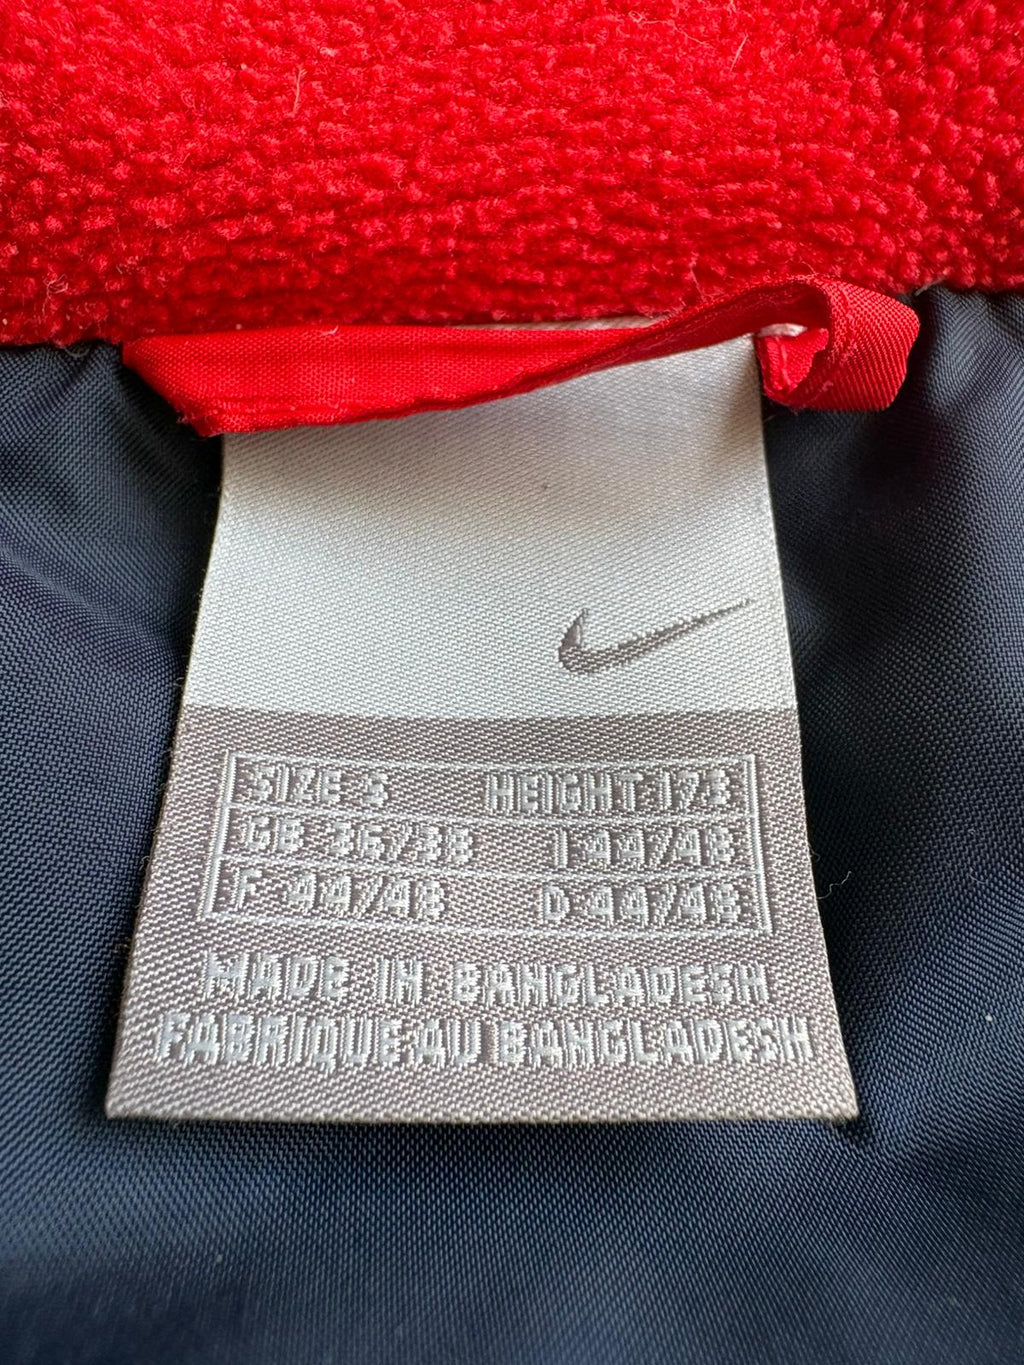 SIZE S HEIGHT 173
GB 36/38 I 44/48
F 44/48 D 44/48
MADE IN BANGLADESH
FABRIQUE AU BANGLADESH